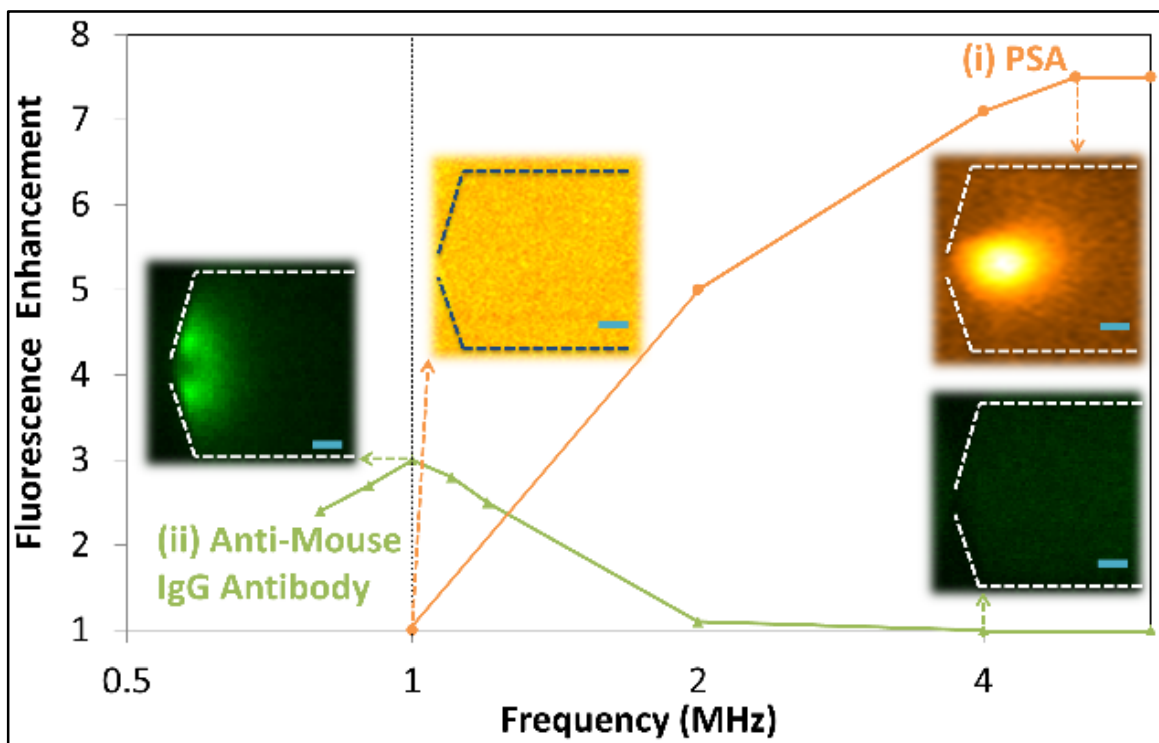 8
7
6
5
4
3
2
1
Fluorescence Enhancement
(i) PSA
(ii) Anti-Mouse
IgG Antibody
0.5
1
2
4
Frequency (MHz)